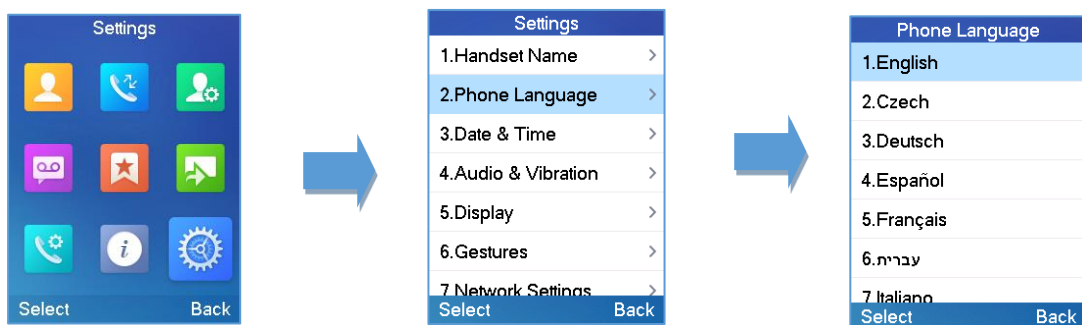 Settings
Select Back
Settings
1.Handset Name
2.Phone Language
3.Date & Time
4.Audio & Vibration
5.Display
6.Gestures
7.Network Settings
Select Back
Phone Language
1.English
2.Czech
3.Deutsch
4.Español
5.Français
6.עברית
7.Italiano
Select Back